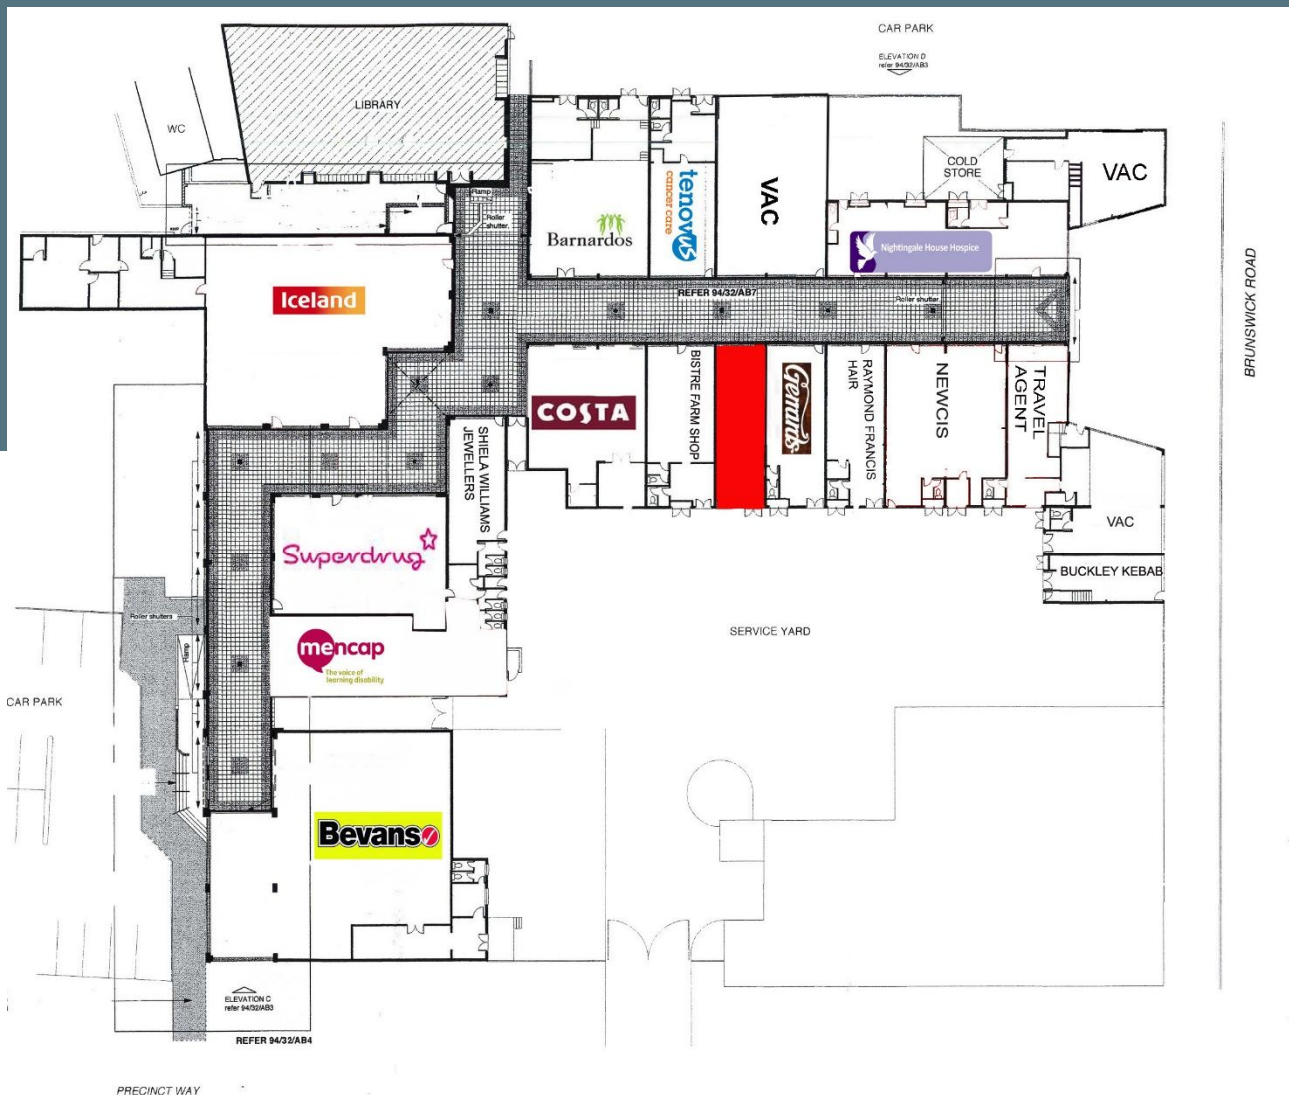 CAR PARK
ELEVATION D
refer 94/32/AB3
LIBRARY
WC
COLD
STORE
VAC
VAC
tenovus
cancer care
Barnardos
Nightingale House Hospice
Ramp
Roller
shutter
Iceland
REFER 94/32/AB7
Roller shutter
BRUNSWICK ROAD
COSTA
BISTRE FARM SHOP
Gerrards
RAYMOND FRANCIS
HAIR
NEWCIS
TRAVEL
AGENT
SHIELA WILLIAMS
JEWELLERS
VAC
BUCKLEY KEBAB
Superdrug
Roller shutters
SERVICE YARD
mencap
The voice of
learning disability
Ramp
CAR PARK
Bevans
ELEVATION C
refer 94/32/AB3
REFER 94/32/AB4
PRECINCT WAY